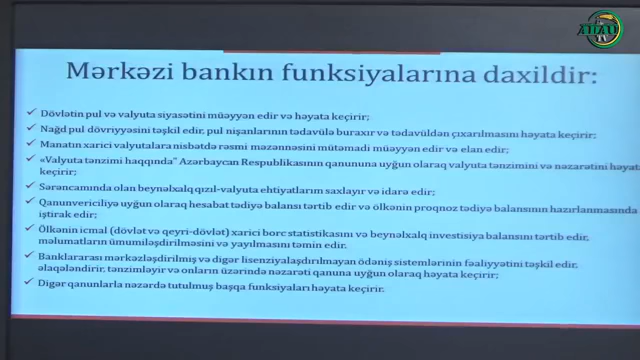 ATIAU
TV
Mərkəzi bankın funksiyalarına daxildir:
✓ Dövlətin pul və valyuta siyasətini müəyyən edir və həyata keçirir;
✓ Nağd pul dövriyyəsini təşkil edir, pul nişanlarının tədavülə buraxır və tədavüldən çıxarılmasını həyata keçirir;
✓ Manatın xarici valyutalara nisbətdə rəsmi məzənnəsini mütəmadi müəyyən edir və elan edir;
✓ «Valyuta tənzimi haqqında" Azərbaycan Respublikasının qanununa uyğun olaraq valyuta tənzimini və nəzarətini həyata
keçirir;
✓ Sərəncamında olan beynəlxalq qızıl-valyuta ehtiyatlarını saxlayır və idarə edir;
✓ Qanunvericiliyə uyğun olaraq hesabat tədiyə balansı tərtib edir və ölkənin proqnoz tədiyə balansının hazırlanmasında
iştirak edir;
✓ Ölkənin icmal (dövlət və qeyri-dövlət) xarici borc statistikasını və beynəlxalq investisiya balansını tərtib edir,
məlumatların ümumiləşdirilməsini və yayılmasını təmin edir.
✓ Banklararası mərkəzləşdirilmiş və digər lisenziyalaşdırılmayan ödəniş sistemlərinin fəaliyyətini təşkil edir,
əlaqələndirir, tənzimləyir və onların üzərində nəzarəti qanuna uyğun olaraq həyata keçirir;
✓ Digər qanunlarla nəzərdə tutulmuş başqa funksiyaları həyata keçirir.